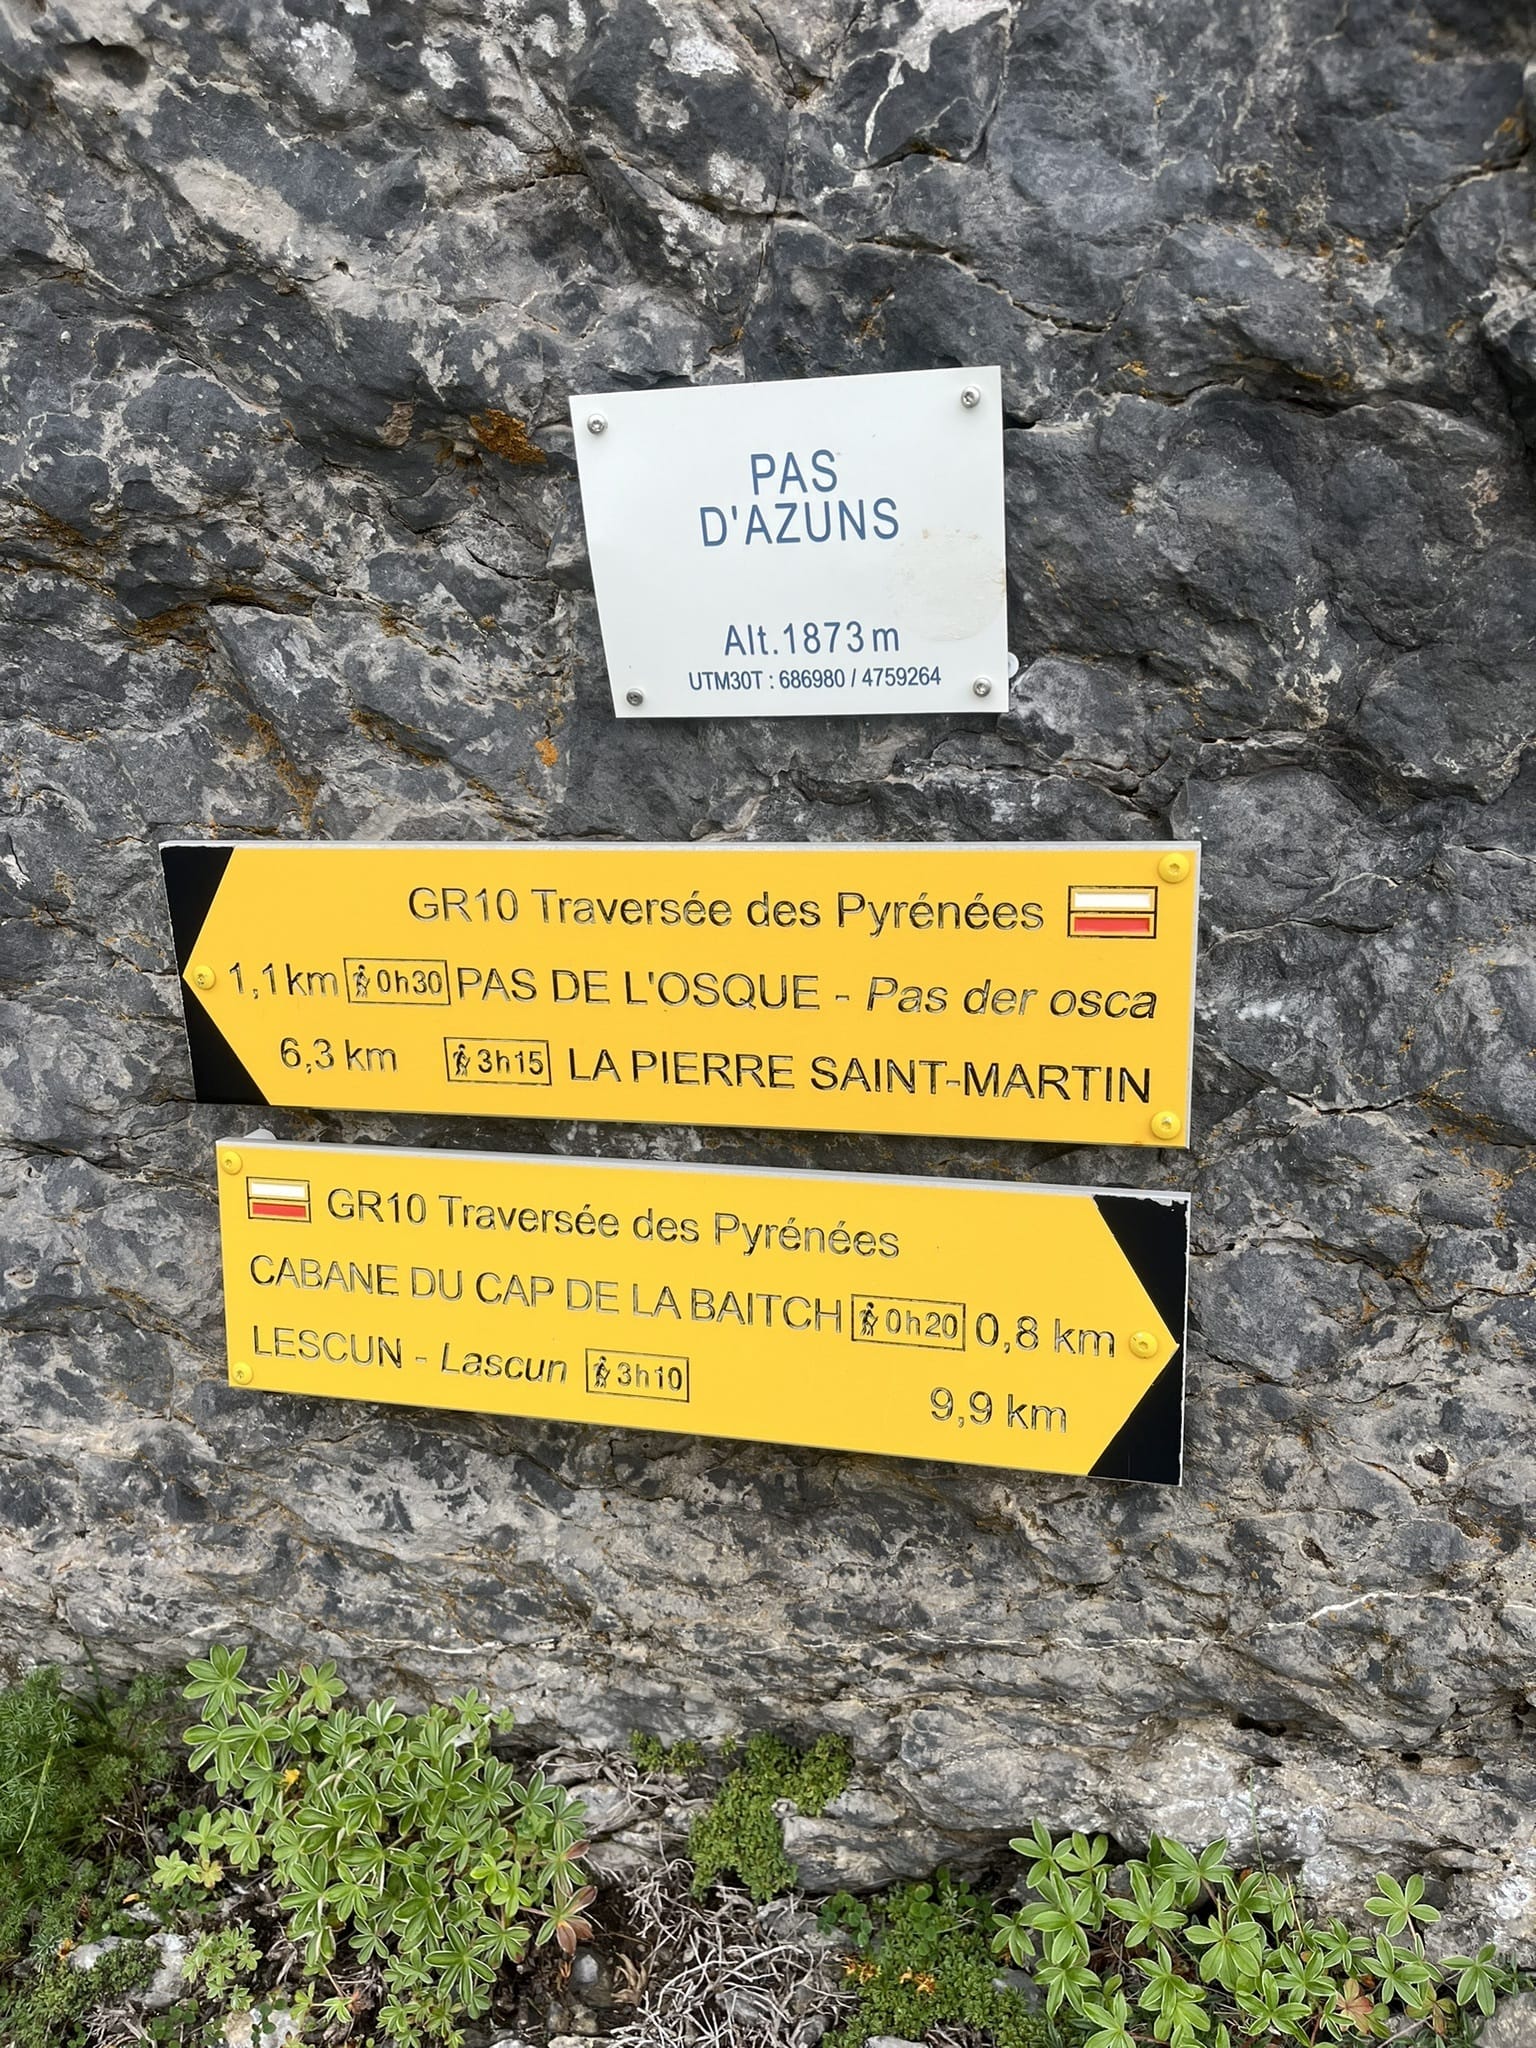 PAS
D'AZUNS
Alt.1873 m
UTM30T : 686980 / 4759264
GR10 Traversée des Pyrénées
1,1 km 0h30 PAS DE L'OSQUE - Pas der osca
6,3 km 3h15 LA PIERRE SAINT-MARTIN
GR10 Traversée des Pyrénées
CABANE DU CAP DE LA BAITCH 0h20 0,8 km
LESCUN - Lascun 3h10 9,9 km